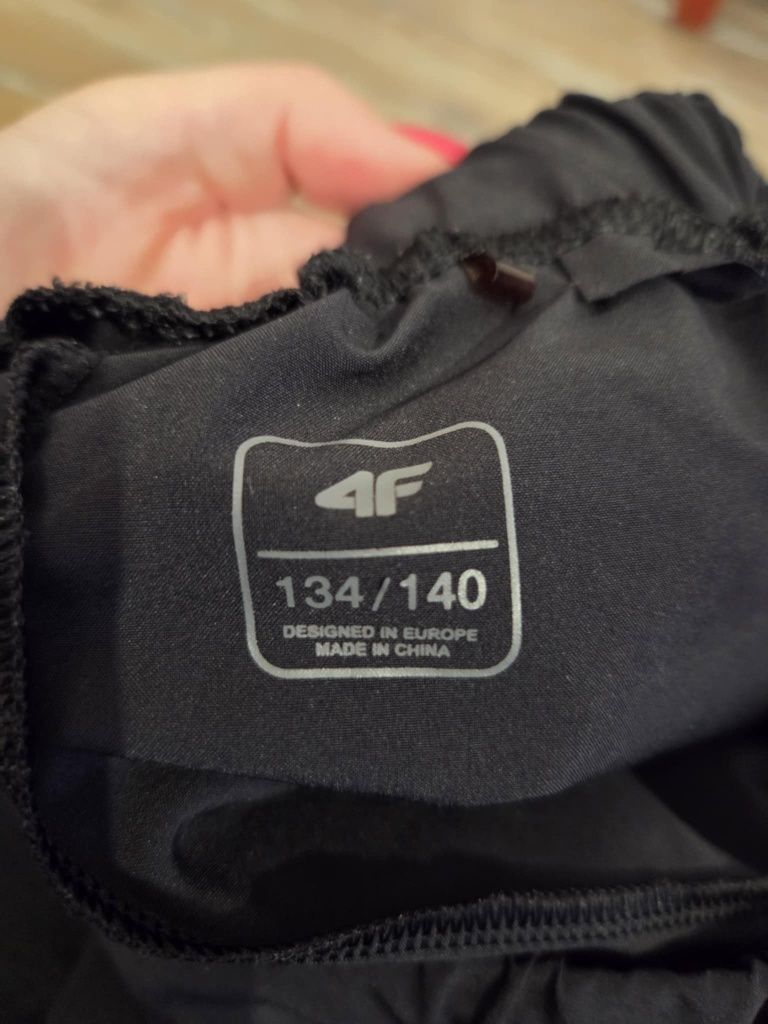 4F
134/140
DESIGNED IN EUROPE
MADE IN CHINA